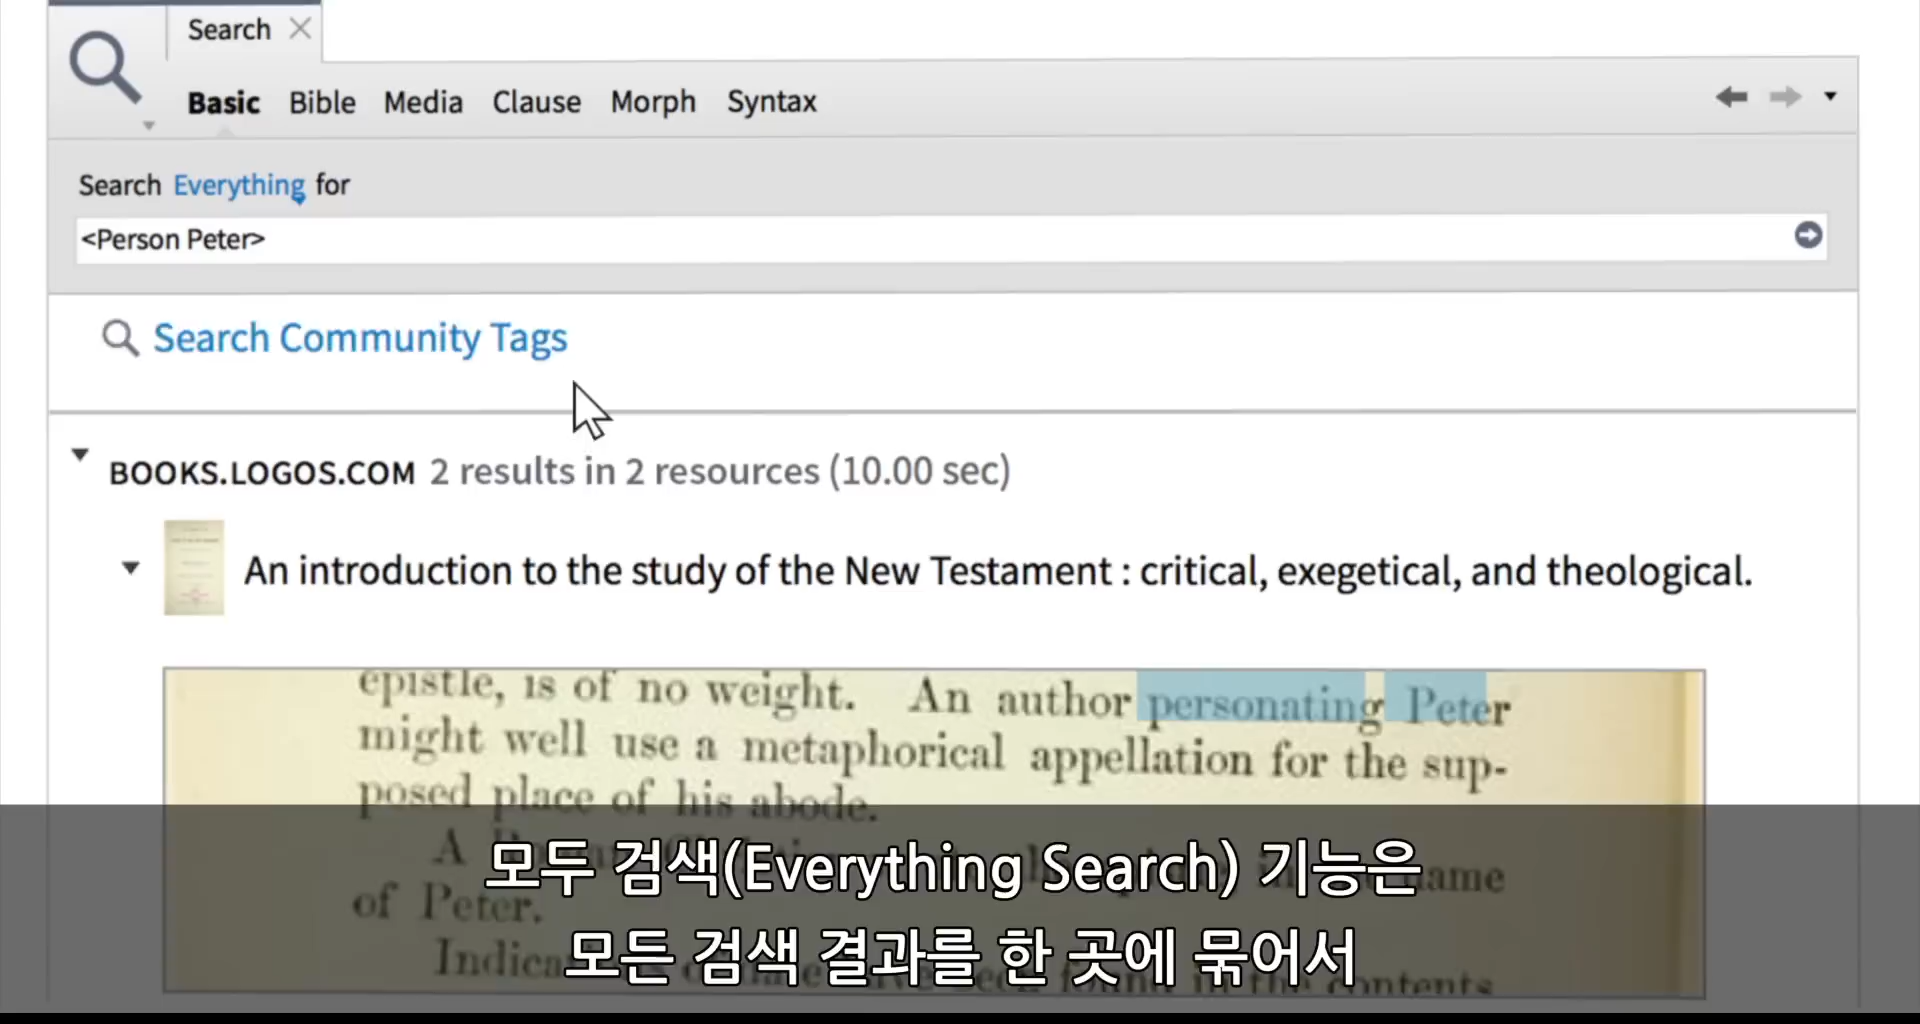 Search
Basic Bible Media Clause Morph Syntax
Search Everything for
<Person Peter>
Search Community Tags
BOOKS.LOGOS.COM 2 results in 2 resources (10.00 sec)
An introduction to the study of the New Testament : critical, exegetical, and theological.
epistle, is of no weight. An author personating Peter
might well use a metaphorical appellation for the sup-
posed place of his abode.
모두 검색(Everything Search) 기능은
of Peter.
모든 검색 결과를 한 곳에 묶어서